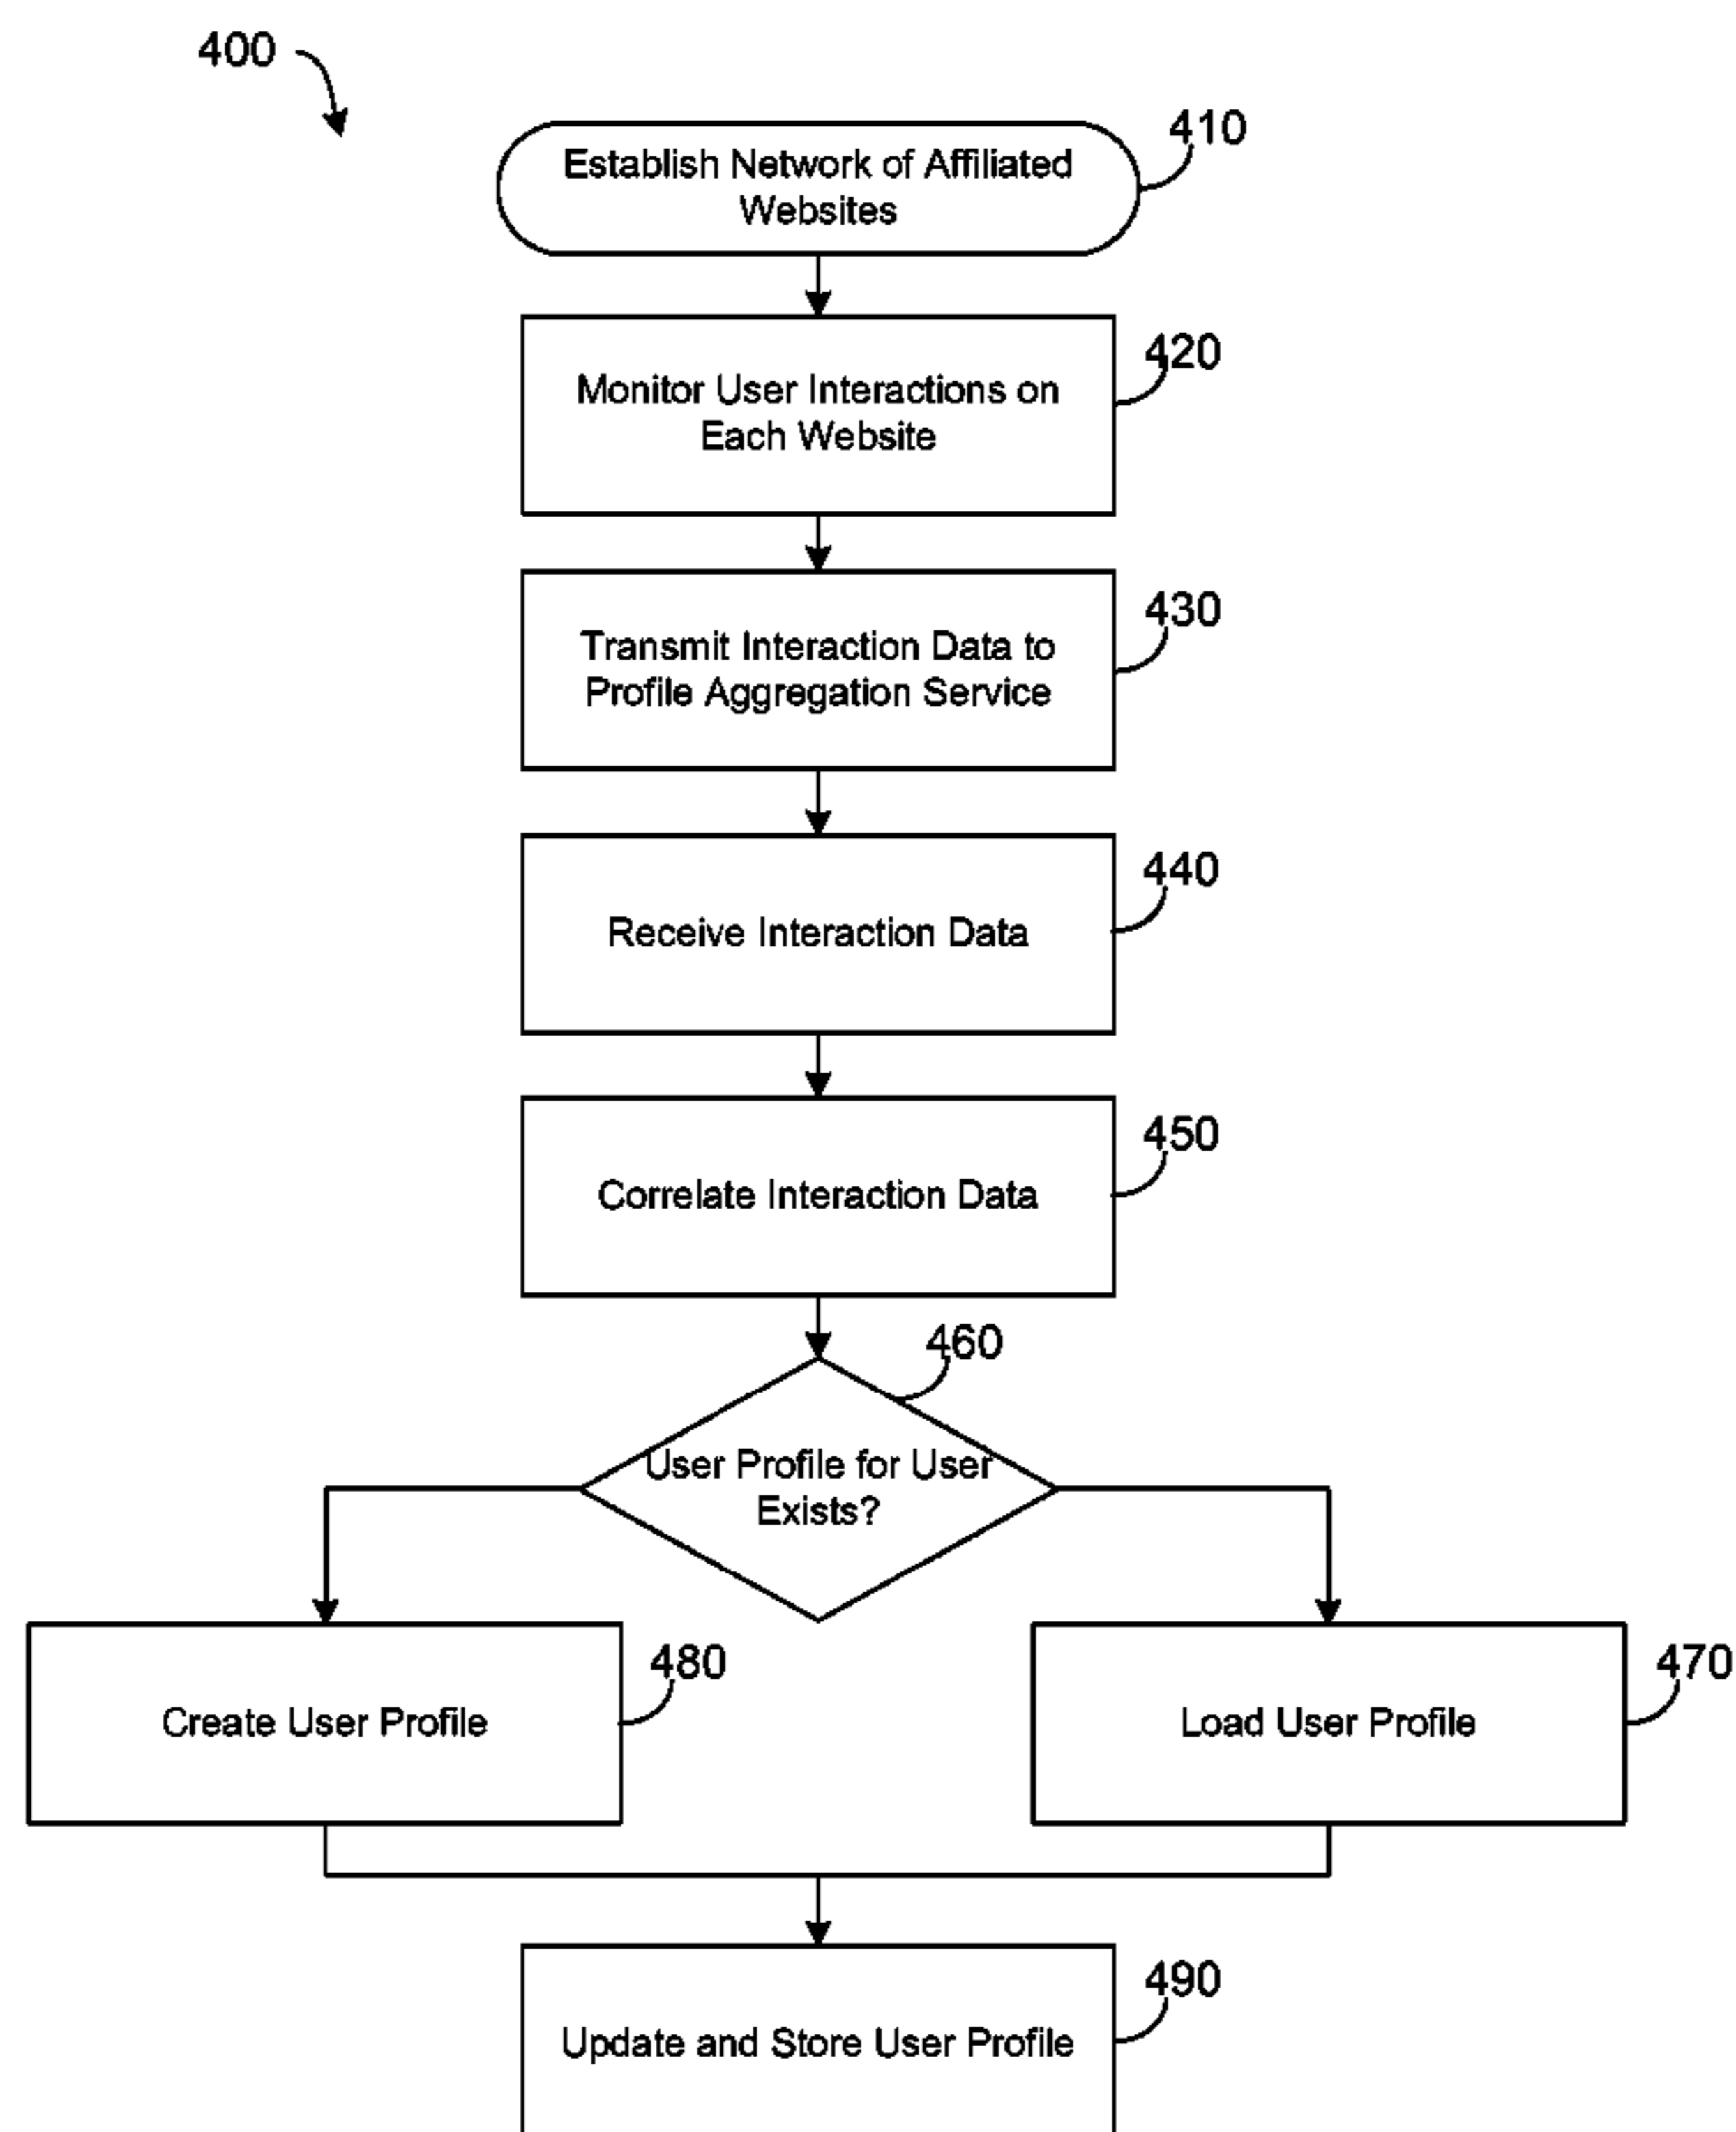 400
410
Establish Network of Affiliated
Websites
420
Monitor User Interactions on
Each Website
430
Transmit Interaction Data to
Profile Aggregation Service
440
Receive Interaction Data
450
Correlate Interaction Data
460
User Profile for User
Exists?
480
Create User Profile
470
Load User Profile
490
Update and Store User Profile